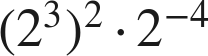 (2³)² · 2⁻⁴